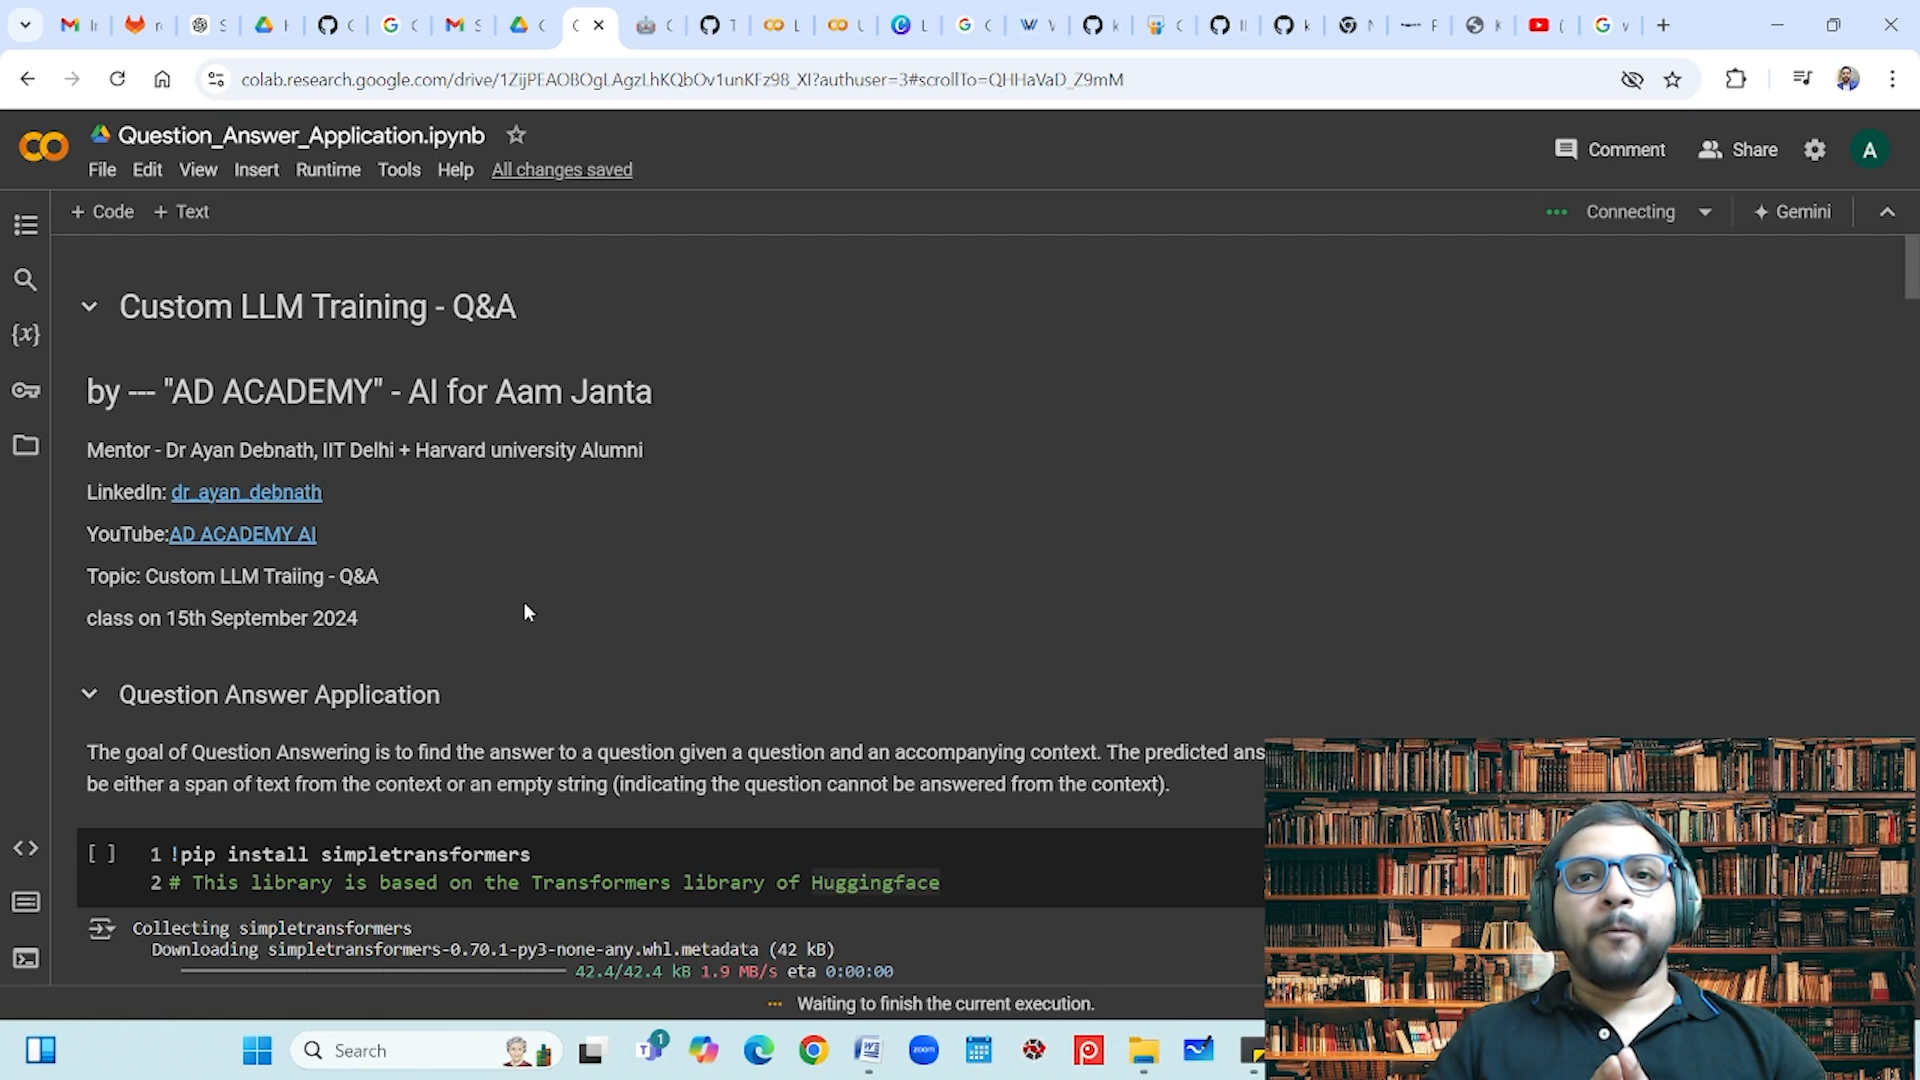 colab.research.google.com/drive/1ZijPEAOBOgLAgzLhKQbOv1unKFz98_XI?authuser=3#scrollTo=QHHaVaD_Z9mM
Question_Answer_Application.ipynb
Comment
Share
A
File Edit View Insert Runtime Tools Help All changes saved
+ Code + Text
Connecting
Gemini
Custom LLM Training - Q&A
by --- "AD ACADEMY" - AI for Aam Janta
Mentor - Dr Ayan Debnath, IIT Delhi + Harvard university Alumni
LinkedIn: dr_ayan_debnath
YouTube:AD ACADEMY AI
Topic: Custom LLM Traiing - Q&A
class on 15th September 2024
Question Answer Application
The goal of Question Answering is to find the answer to a question given a question and an accompanying context. The predicted ans
be either a span of text from the context or an empty string (indicating the question cannot be answered from the context).
[ ] 1 !pip install simpletransformers
2 # This library is based on the Transformers library of Huggingface
Collecting simpletransformers
Downloading simpletransformers-0.70.1-py3-none-any.whl.metadata (42 kB)
42.4/42.4 kB 1.9 MB/s eta 0:00:00
Waiting to finish the current execution.
Search
1
zoom